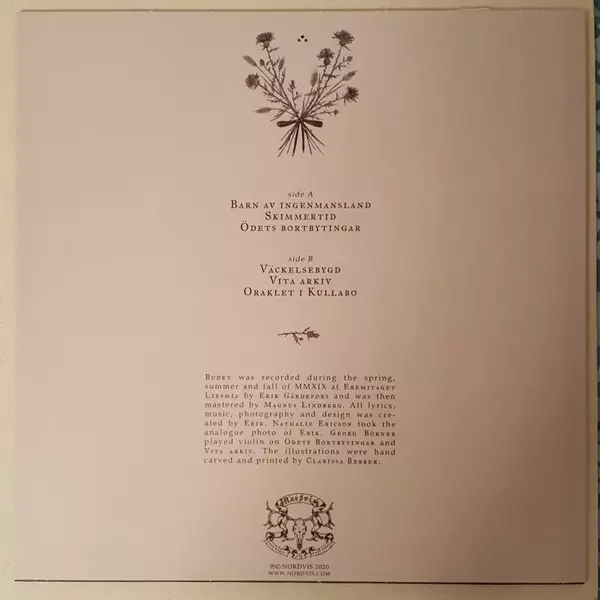 side A
Barn av ingenmansland
Skimmertid
Ödets bortbytingar
side B
Väckelsebygd
Vita arkiv
Oraklet i Kullabo
Budet was recorded during the spring,
summer and fall of MMXIX at Eremitaget
Liesmia by Erik Gärdefors and was then
mastered by Magnus Lindberg. All lyrics,
music, photography and design was cre-
ated by Erik. Nathalie Ericson took the
analogue photo of Erik. Georg Börner
played violin on Ödets Bortbytingar and
Vita arkiv. The illustrations were hand
carved and printed by Clarissa Besser.
Nordvis
℗© NORDVIS 2020
WWW.NORDVIS.COM